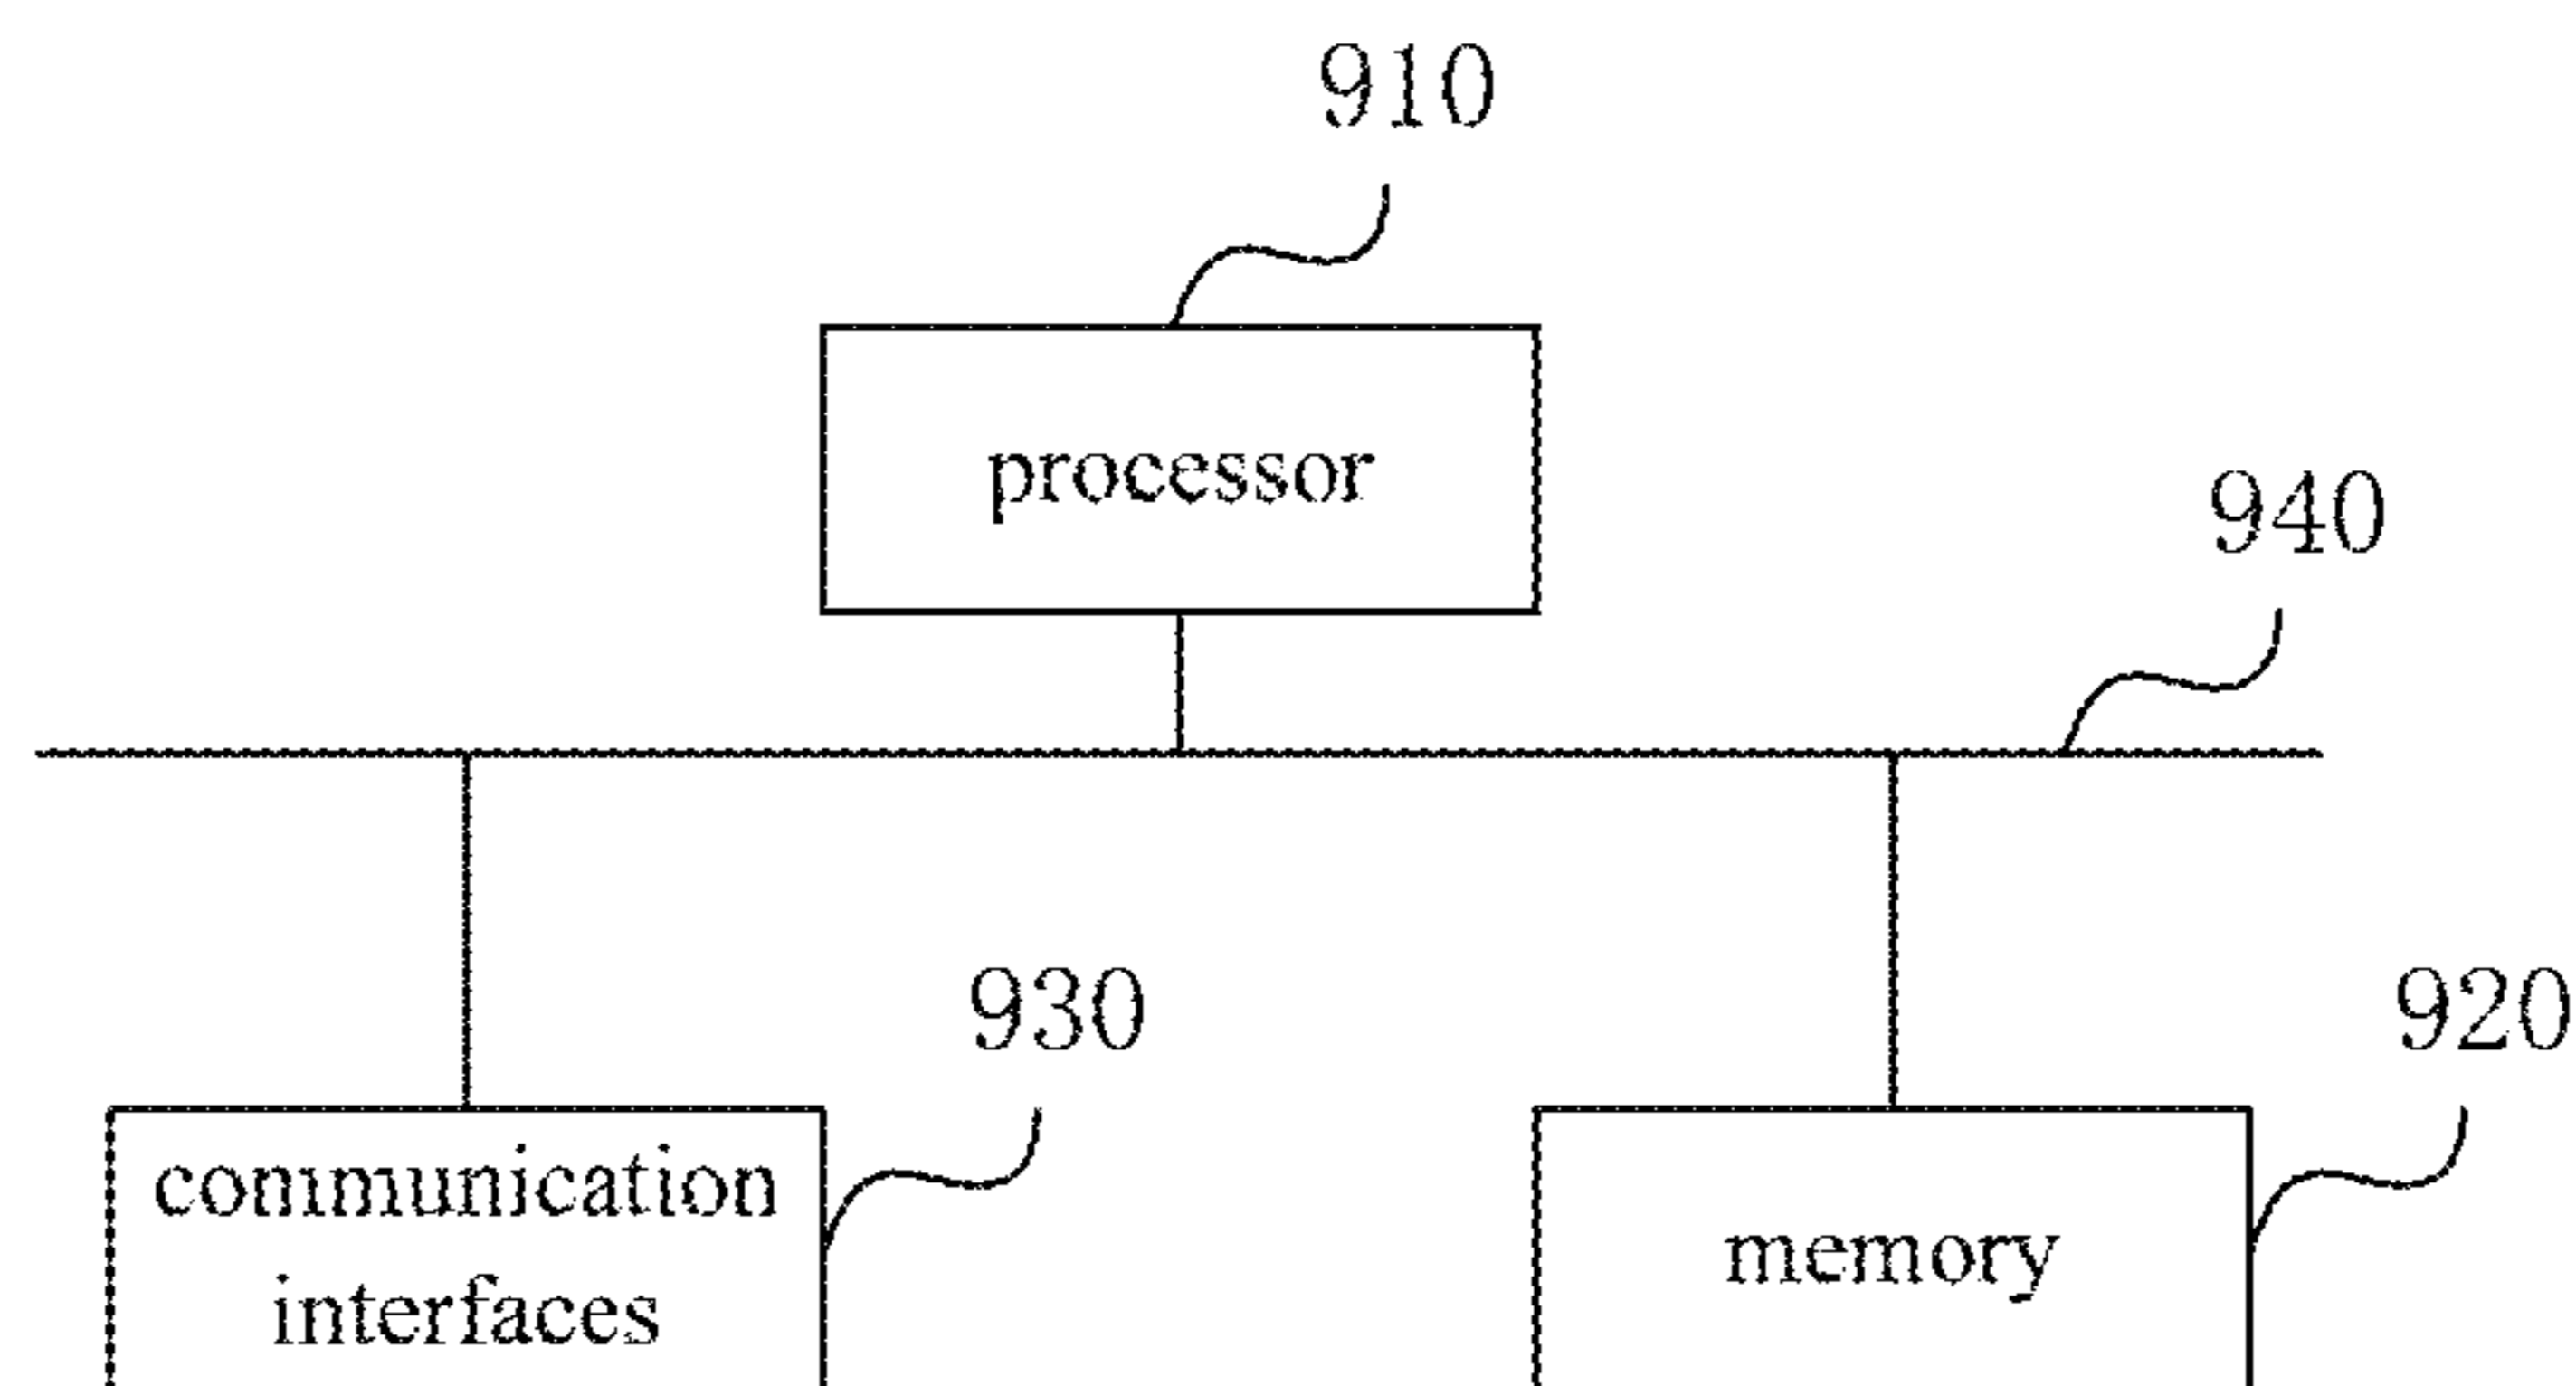 910
processor
940
930
920
communication
interfaces
memory